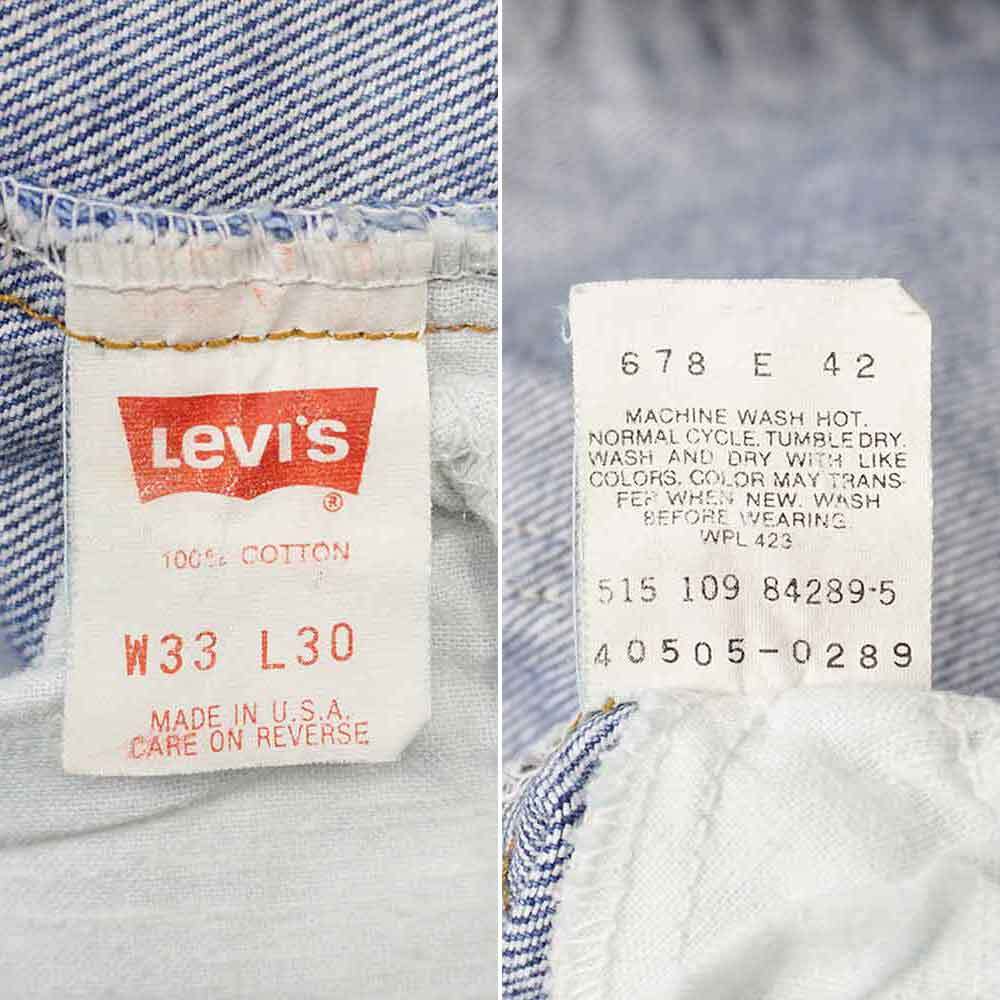 LEVI'S
®
100% COTTON
W33 L30
MADE IN U.S.A.
CARE ON REVERSE
678 E 42
MACHINE WASH HOT.
NORMAL CYCLE. TUMBLE DRY.
WASH AND DRY WITH LIKE
COLORS. COLOR MAY TRANS-
FER WHEN NEW. WASH
BEFORE WEARING.
WPL 423
515 109 84289-5
40505-0289